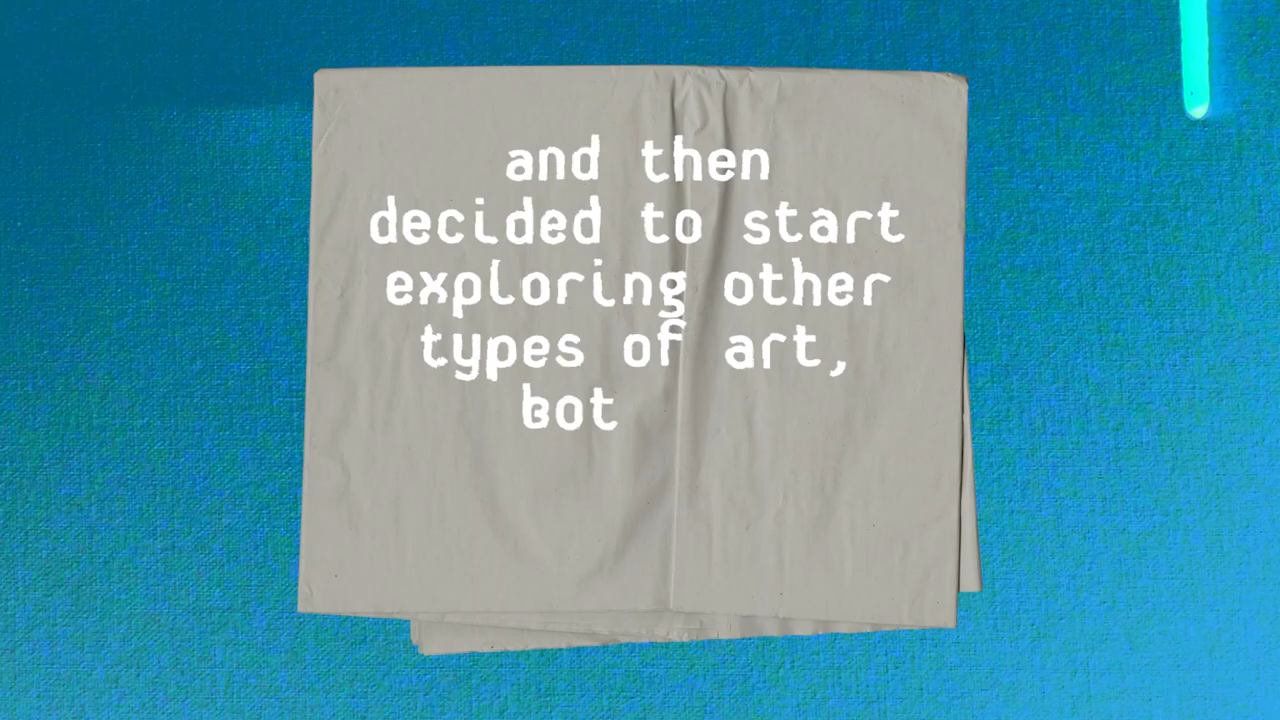 and then
decided to start
exploring other
types of art,
bot